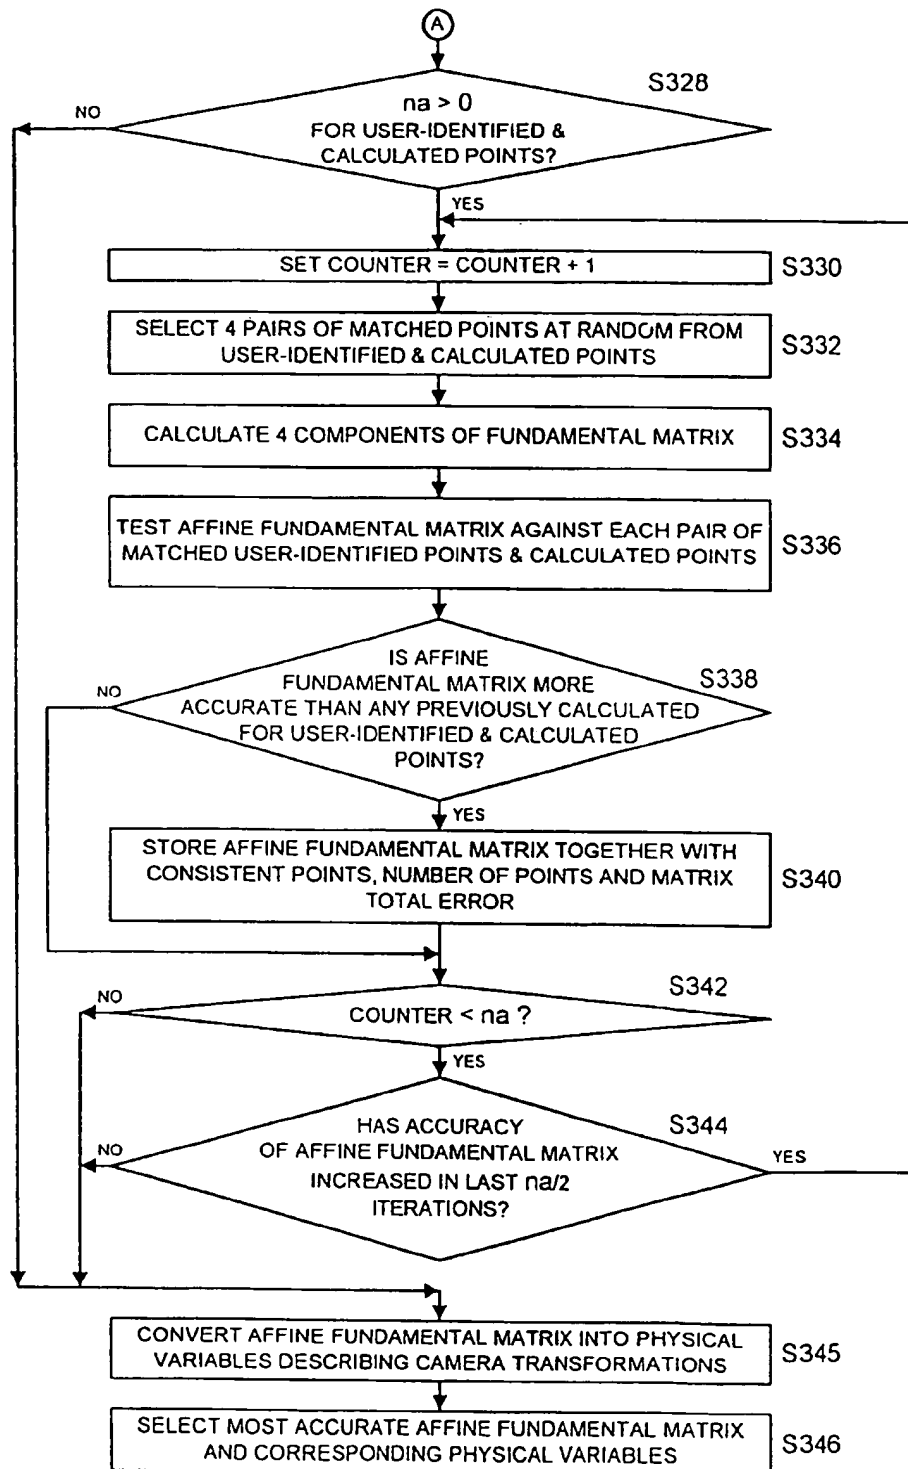 A
S328
na > 0
FOR USER-IDENTIFIED &
CALCULATED POINTS?
NO
YES
SET COUNTER = COUNTER + 1
S330
SELECT 4 PAIRS OF MATCHED POINTS AT RANDOM FROM
USER-IDENTIFIED & CALCULATED POINTS
S332
CALCULATE 4 COMPONENTS OF FUNDAMENTAL MATRIX
S334
TEST AFFINE FUNDAMENTAL MATRIX AGAINST EACH PAIR OF
MATCHED USER-IDENTIFIED POINTS & CALCULATED POINTS
S336
IS AFFINE
FUNDAMENTAL MATRIX MORE
ACCURATE THAN ANY PREVIOUSLY CALCULATED
FOR USER-IDENTIFIED & CALCULATED
POINTS?
S338
NO
YES
STORE AFFINE FUNDAMENTAL MATRIX TOGETHER WITH
CONSISTENT POINTS, NUMBER OF POINTS AND MATRIX
TOTAL ERROR
S340
S342
NO
COUNTER < na ?
YES
HAS ACCURACY
OF AFFINE FUNDAMENTAL MATRIX
INCREASED IN LAST na/2
ITERATIONS?
S344
NO
YES
CONVERT AFFINE FUNDAMENTAL MATRIX INTO PHYSICAL
VARIABLES DESCRIBING CAMERA TRANSFORMATIONS
S345
SELECT MOST ACCURATE AFFINE FUNDAMENTAL MATRIX
AND CORRESPONDING PHYSICAL VARIABLES
S346